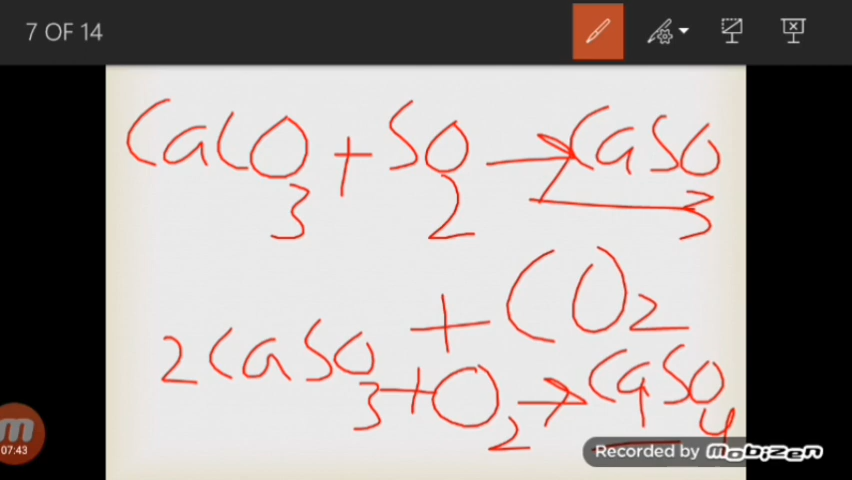 7 OF 14
CaCO3 + SO2 → CaSO3
+ CO2
2CaSO3 + O2 → CaSO4
07:43
Recorded by mobizen